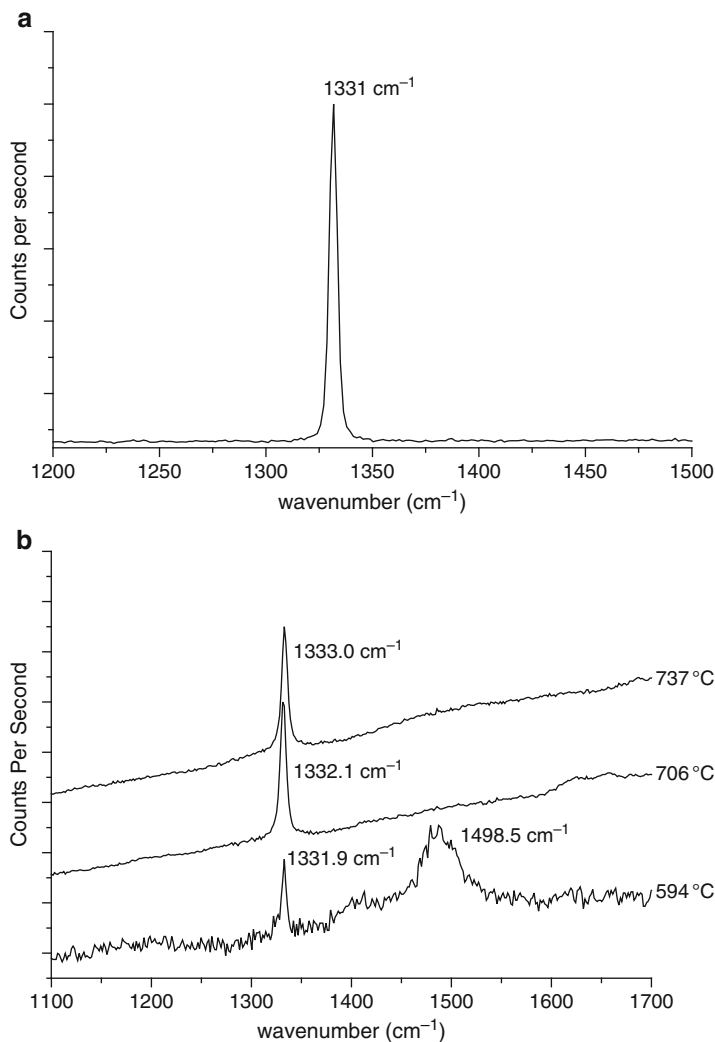 a
1331 cm⁻¹
Counts per second
1200 1250 1300 1350 1400 1450 1500
wavenumber (cm⁻¹)
b
1333.0 cm⁻¹
737 °C
1332.1 cm⁻¹
706 °C
1331.9 cm⁻¹
1498.5 cm⁻¹
594 °C
Counts Per Second
1100 1200 1300 1400 1500 1600 1700
wavenumber (cm⁻¹)